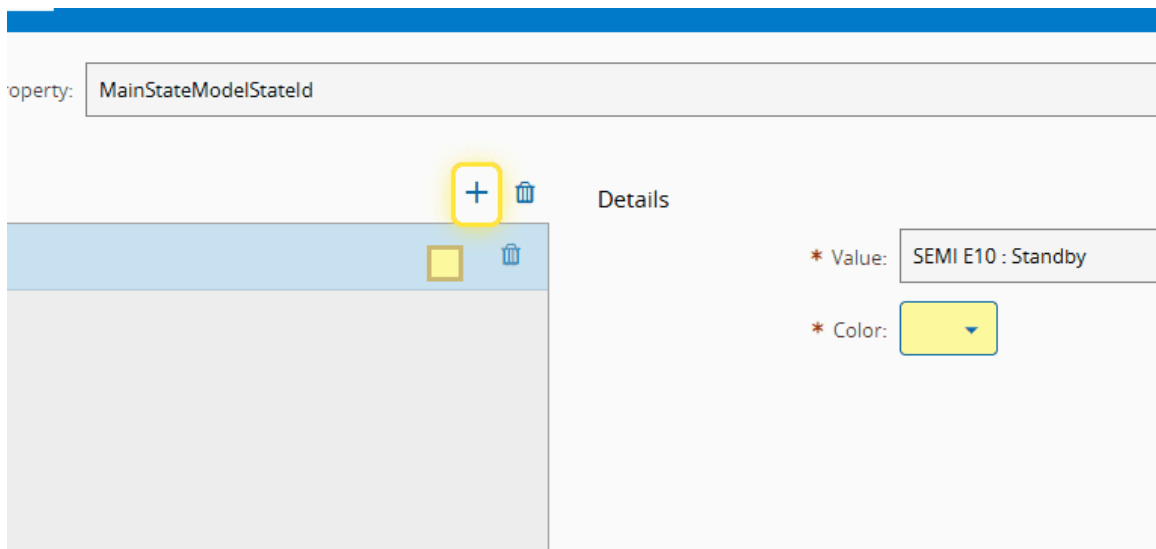 roperty:
MainStateModelStateId
Details
* Value:
SEMI E10 : Standby
* Color: